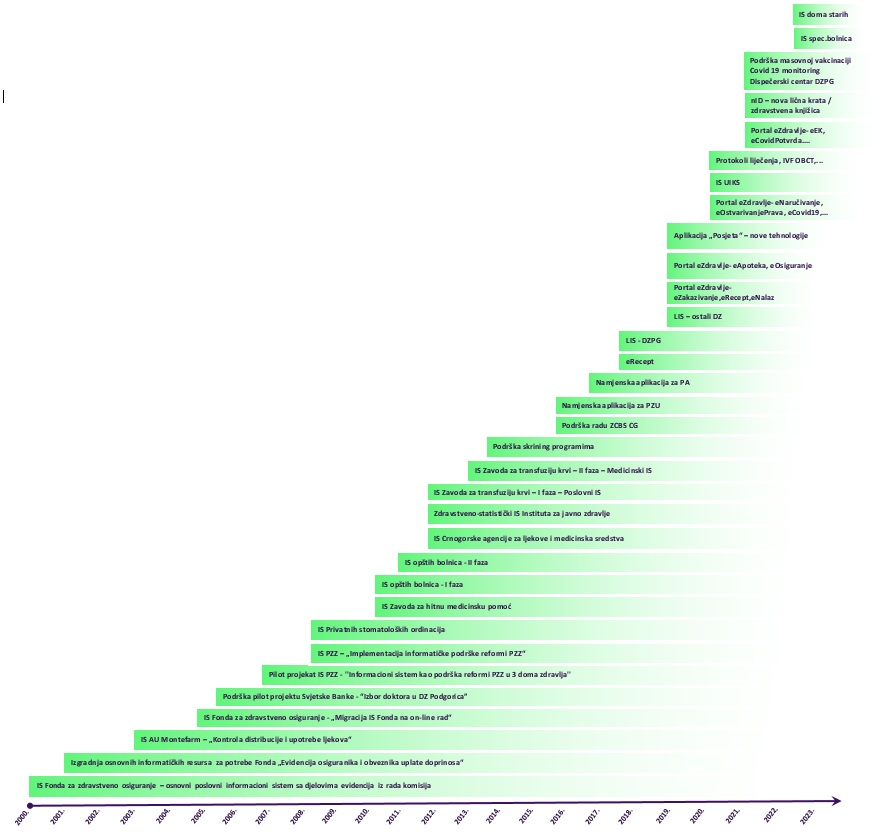 IS doma starih
IS spec.bolnica
Podrška masovnoj vakcinaciji
Covid 19 monitoring
Dispečerski centar DZPG
nID – nova lična krata /
zdravstvena knjižica
Portal eZdravlje- eEK,
eCovidPotvrda....
Protokoli liječenja, IVF OBCT,...
IS UIKS
Portal eZdravlje- eNaručivanje,
eOstvarivanjePrava, eCovid19,...
Aplikacija „Posjeta“ – nove tehnologije
Portal eZdravlje- eApoteka, eOsiguranje
Portal eZdravlje-
eZakazivanje,eRecept,eNalaz
LIS – ostali DZ
LIS - DZPG
eRecept
Namjenska aplikacija za PA
Namjenska aplikacija za PZU
Podrška radu ZCBS CG
Podrška skrining programima
IS Zavoda za transfuziju krvi – II faza – Medicinski IS
IS Zavoda za transfuziju krvi – I faza – Poslovni IS
Zdravstveno-statistički IS Instituta za javno zdravlje
IS Crnogorske agencije za ljekove i medicinska sredstva
IS opštih bolnica - II faza
IS opštih bolnica - I faza
IS Zavoda za hitnu medicinsku pomoć
IS Privatnih stomatoloških ordinacija
IS PZZ – „Implementacija informatičke podrške reformi PZZ“
Pilot projekat IS PZZ - "Informacioni sistem kao podrška reformi PZZ u 3 doma zdravlja"
Podrška pilot projektu Svjetske Banke - “Izbor doktora u DZ Podgorica“
IS Fonda za zdravstveno osiguranje - „Migracija IS Fonda na on-line rad“
IS AU Montefarm – „Kontrola distribucije i upotrebe ljekova“
Izgradnja osnovnih informatičkih resursa za potrebe Fonda „Evidencija osiguranika i obveznika uplate doprinosa“
IS Fonda za zdravstveno osiguranje – osnovni poslovni informacioni sistem sa djelovima evidencija iz rada komisija
2000. 2001. 2002. 2003. 2004. 2005. 2006. 2007. 2008. 2009. 2010. 2011. 2012. 2013. 2014. 2015. 2016. 2017. 2018. 2019. 2020. 2021. 2022. 2023.